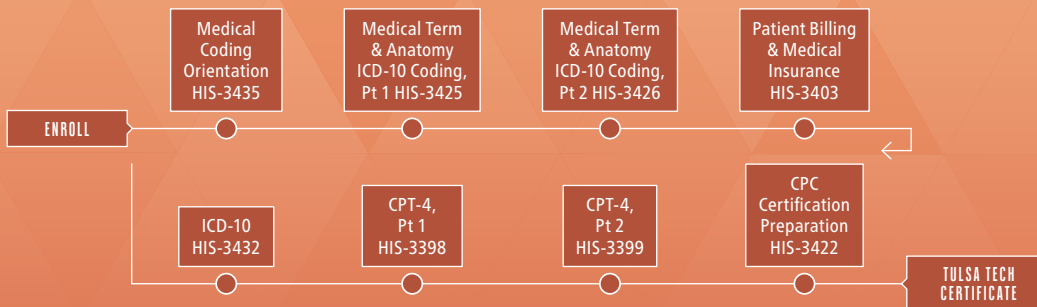 Medical
Coding
Orientation
HIS-3435
Medical Term
& Anatomy
ICD-10 Coding,
Pt 1 HIS-3425
Medical Term
& Anatomy
ICD-10 Coding,
Pt 2 HIS-3426
Patient Billing
& Medical
Insurance
HIS-3403
ENROLL
ICD-10
HIS-3432
CPT-4,
Pt 1
HIS-3398
CPT-4,
Pt 2
HIS-3399
CPC
Certification
Preparation
HIS-3422
TULSA TECH
CERTIFICATE